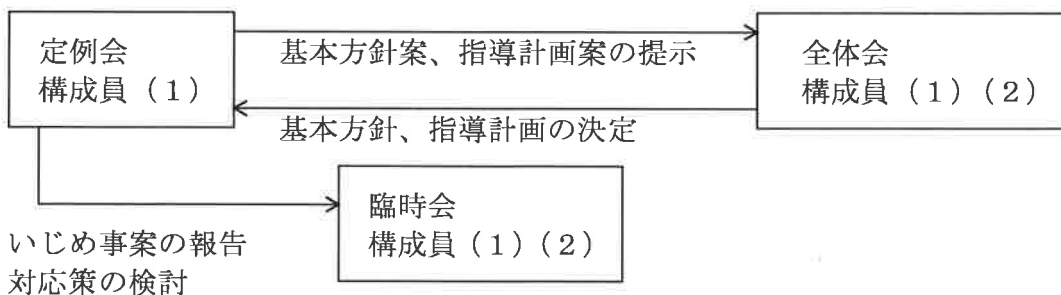 定例会
構成員（１）
基本方針案、指導計画案の提示
基本方針、指導計画の決定
全体会
構成員（１）（２）
臨時会
構成員（１）（２）
いじめ事案の報告
対応策の検討